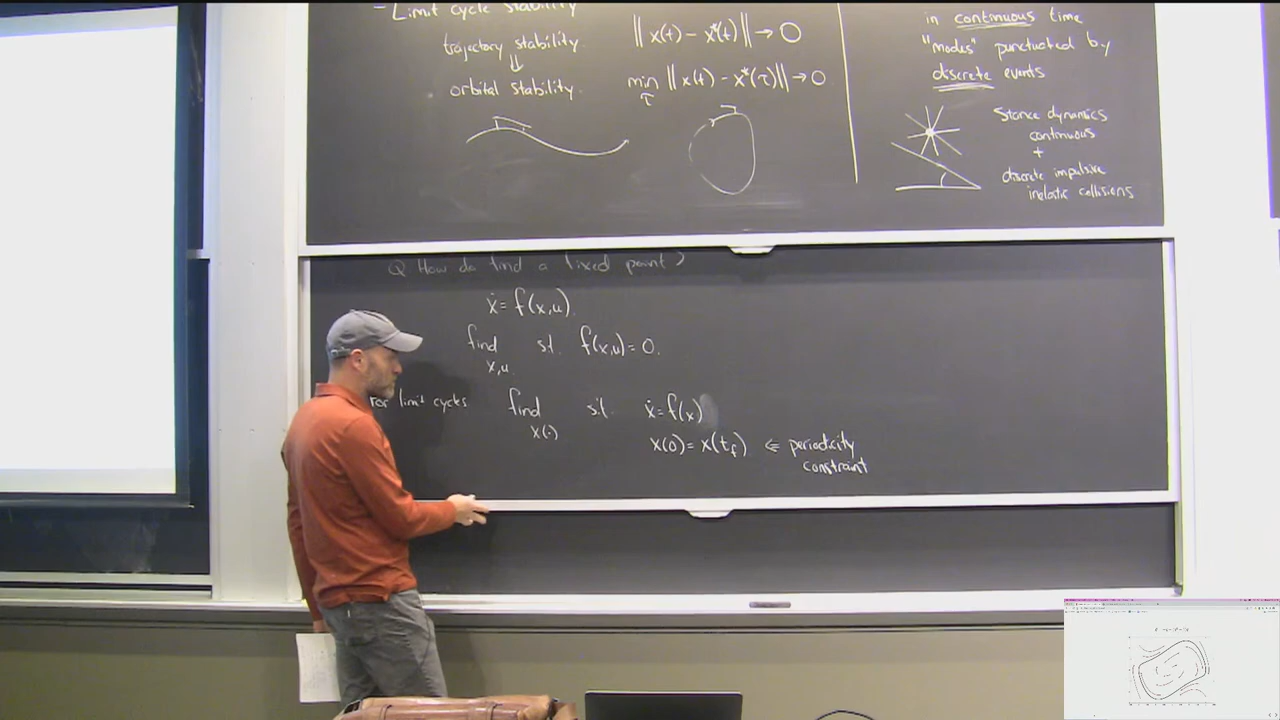 - Limit cycle stability
trajectory stability
⇓
orbital stability
|| x(t) - x*(t) || → 0
min || x(t) - x*(τ) || → 0
τ
in continuous time
"modes" punctuated by
discrete events
Stance dynamics
continuous
+
discrete impulsive
inelastic collisions
Q How do find a fixed point?
ẋ = f(x,u)
find s.t. f(x,u) = 0.
x,u
For limit cycles find s.t. ẋ = f(x)
x(·)
x(0) = x(t_f) ⇐ periodicity
constraint